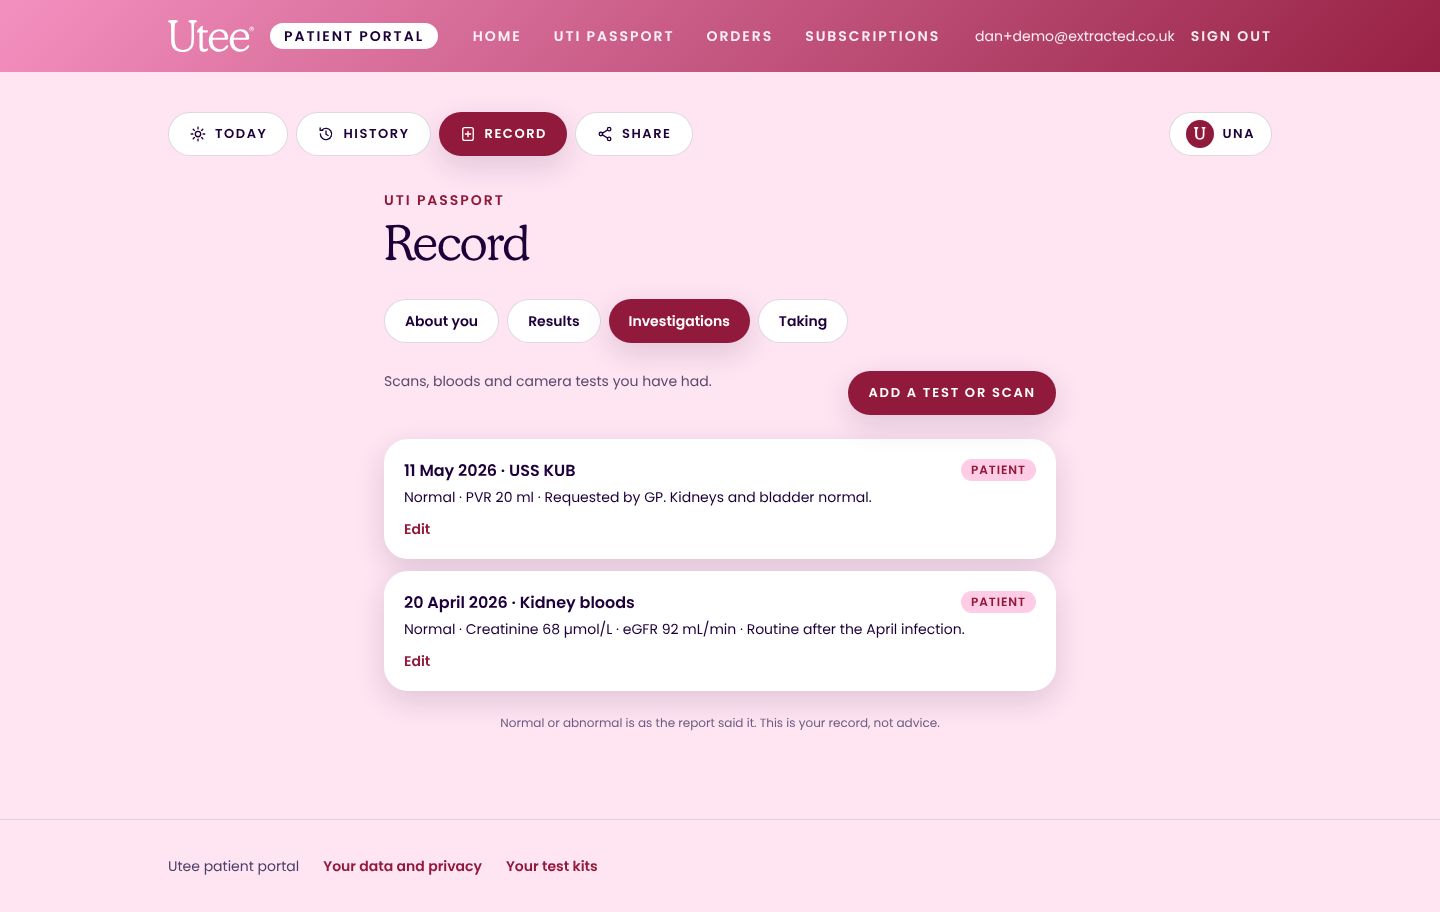 Utee® PATIENT PORTAL HOME UTI PASSPORT ORDERS SUBSCRIPTIONS dan+demo@extracted.co.uk SIGN OUT
TODAY HISTORY RECORD SHARE U UNA
UTI PASSPORT
Record
About you Results Investigations Taking
Scans, bloods and camera tests you have had.
ADD A TEST OR SCAN
11 May 2026 · USS KUB PATIENT
Normal · PVR 20 ml · Requested by GP. Kidneys and bladder normal.
Edit
20 April 2026 · Kidney bloods PATIENT
Normal · Creatinine 68 µmol/L · eGFR 92 mL/min · Routine after the April infection.
Edit
Normal or abnormal is as the report said it. This is your record, not advice.
Utee patient portal Your data and privacy Your test kits